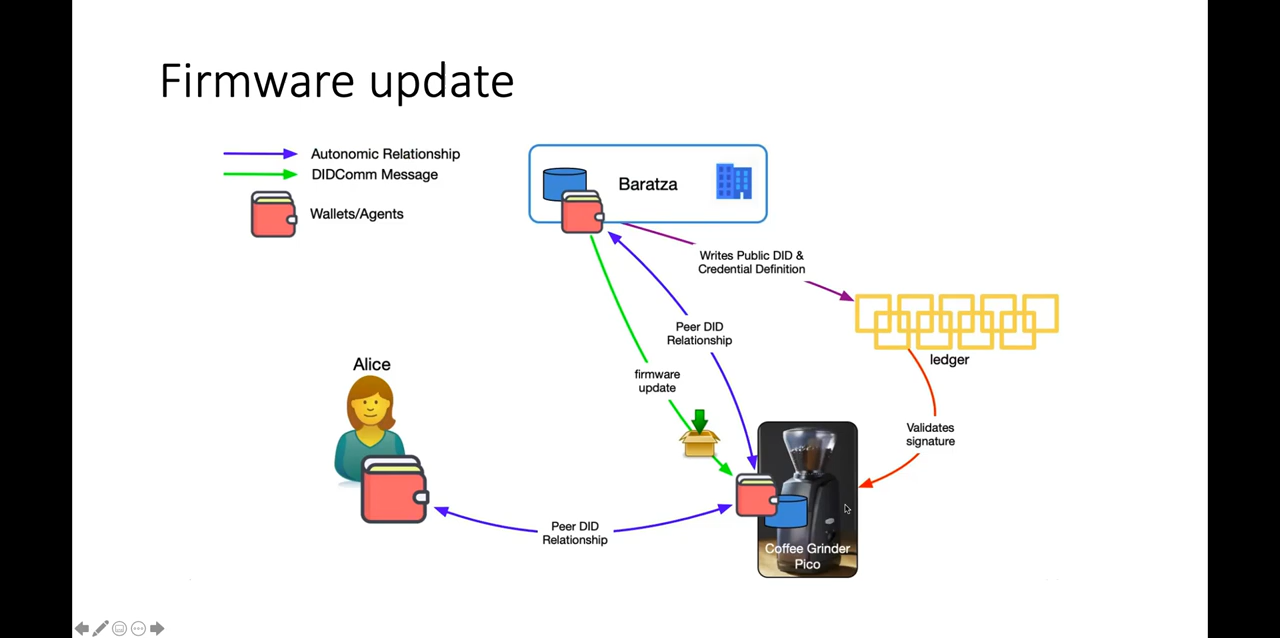 Firmware update
Autonomic Relationship
DIDComm Message
Wallets/Agents
Baratza
Writes Public DID &
Credential Definition
Peer DID
Relationship
ledger
Alice
firmware
update
Validates
signature
Peer DID
Relationship
Coffee Grinder
Pico